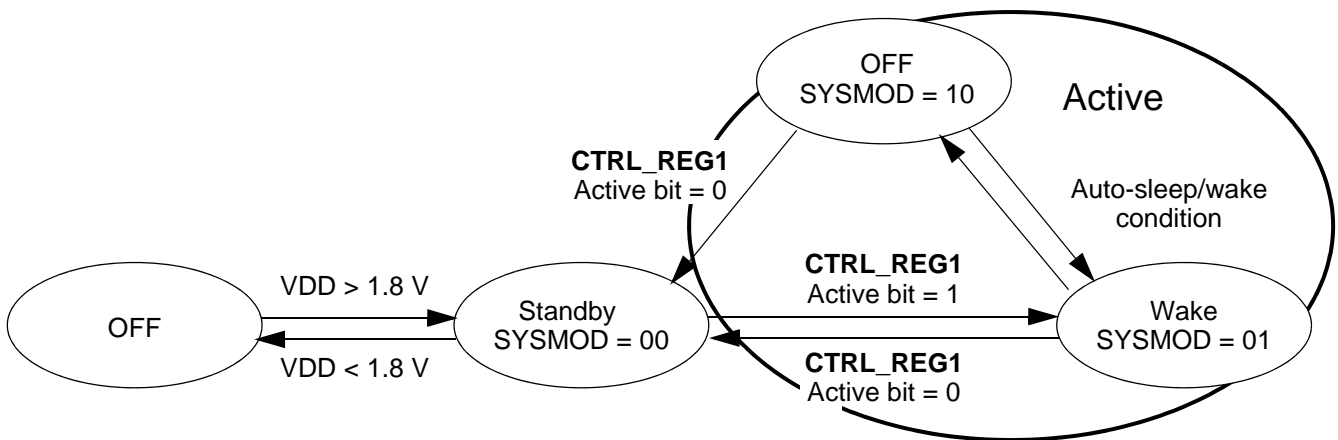 OFF
SYSMOD = 10
Active
CTRL_REG1
Active bit = 0
Auto-sleep/wake
condition
VDD > 1.8 V
CTRL_REG1
Active bit = 1
OFF
Standby
SYSMOD = 00
Wake
SYSMOD = 01
VDD < 1.8 V
CTRL_REG1
Active bit = 0